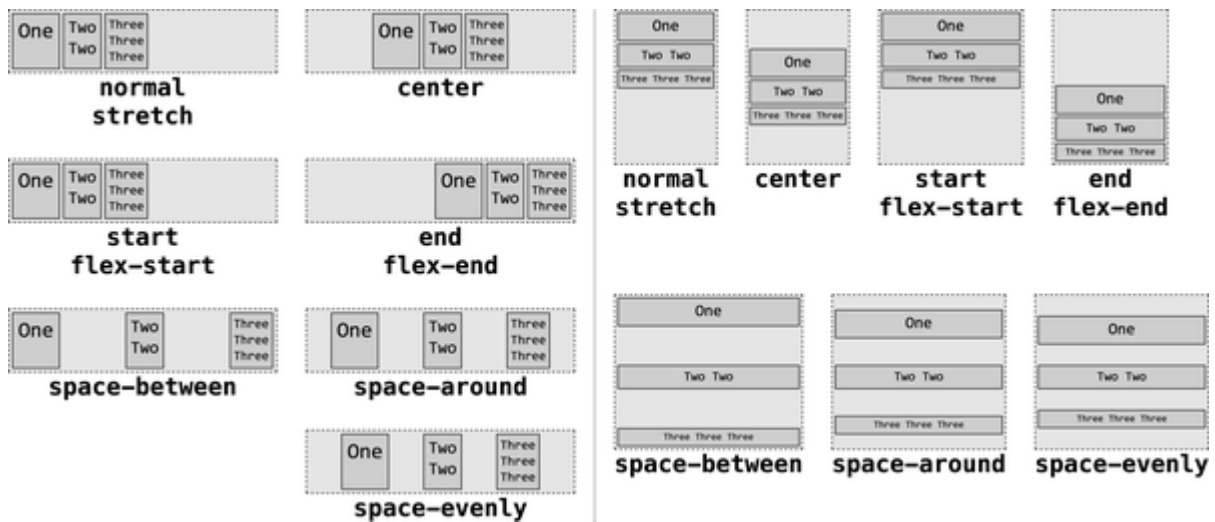 One
Two
Two
Three
Three
Three
normal
stretch
One
Two
Two
Three
Three
Three
center
One
Two
Two
Three
Three
Three
start
flex-start
One
Two
Two
Three
Three
Three
end
flex-end
One
Two
Two
Three
Three
Three
space-between
One
Two
Two
Three
Three
Three
space-around
One
Two
Two
Three
Three
Three
space-evenly
One
Two Two
Three Three Three
normal
stretch
One
Two Two
Three Three Three
center
One
Two Two
Three Three Three
start
flex-start
One
Two Two
Three Three Three
end
flex-end
One
Two Two
Three Three Three
space-between
One
Two Two
Three Three Three
space-around
One
Two Two
Three Three Three
space-evenly